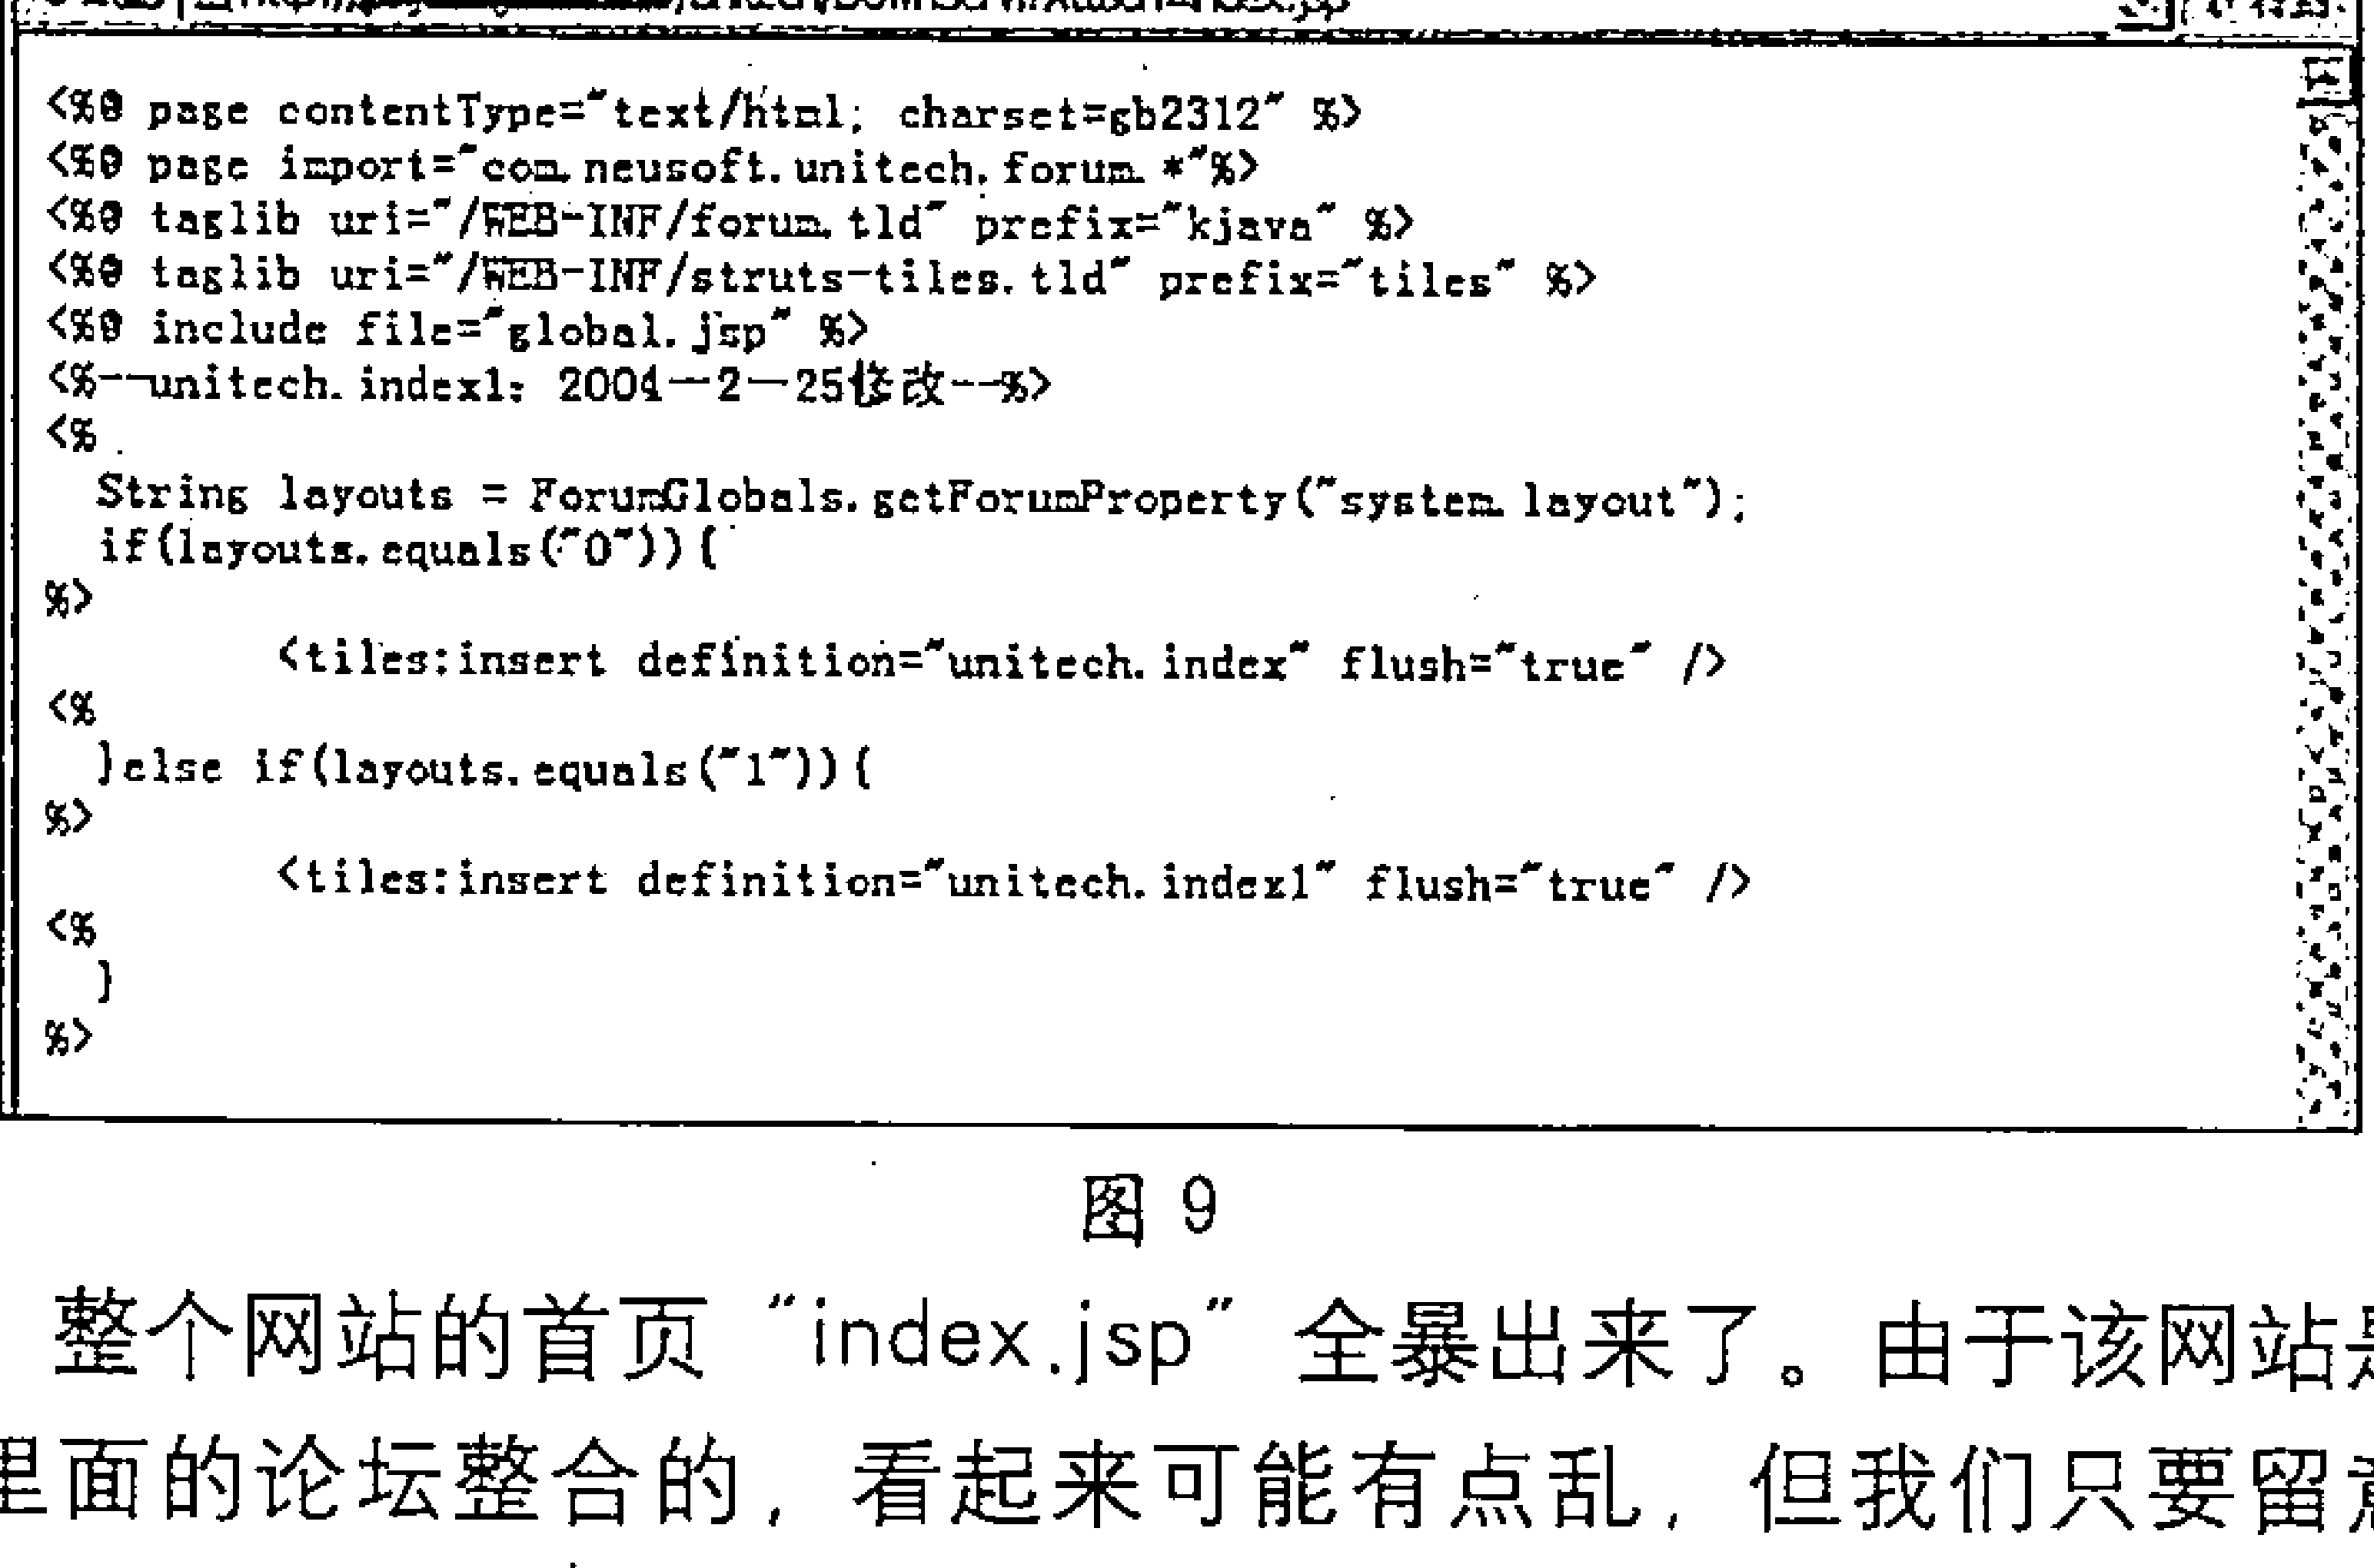 <%@ page contentType="text/html; charset=gb2312" %>
<%@ page import="com.neusoft.unitech.forum.*"%>
<%@ taglib uri="/WEB-INF/forum.tld" prefix="kjava" %>
<%@ taglib uri="/WEB-INF/struts-tiles.tld" prefix="tiles" %>
<%@ include file="global.jsp" %>
<%--unitech.index1: 2004-2-25修改--%>
<%
String layouts = ForumGlobals.getForumProperty("system.layout");
if(layouts.equals("0")){
%>
<tiles:insert definition="unitech.index" flush="true" />
<%
}else if(layouts.equals("1")){
%>
<tiles:insert definition="unitech.index1" flush="true" />
<%
}
%>
图 9
整个网站的首页 "index.jsp" 全暴出来了。由于该网站是
里面的论坛整合的, 看起来可能有点乱, 但我们只要留意